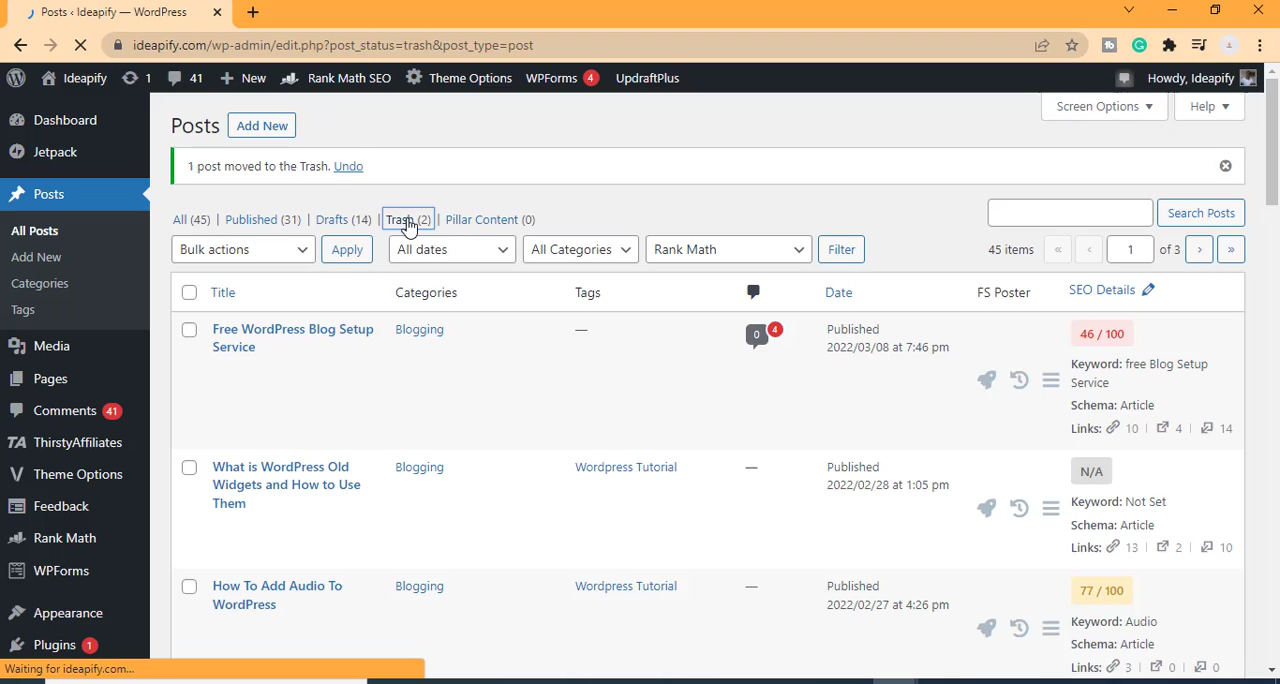 Posts ‹ Ideapify — WordPress
ideapify.com/wp-admin/edit.php?post_status=trash&post_type=post
Ideapify 1 41 New Rank Math SEO Theme Options WPForms 4 UpdraftPlus Howdy, Ideapify
Screen Options Help
Dashboard
Jetpack
Posts
All Posts
Add New
Categories
Tags
Media
Pages
Comments 41
ThirstyAffiliates
Theme Options
Feedback
Rank Math
WPForms
Appearance
Plugins 1
Posts Add New
1 post moved to the Trash. Undo
All (45) | Published (31) | Drafts (14) | Trash (2) | Pillar Content (0)
Search Posts
Bulk actions Apply All dates All Categories Rank Math Filter 45 items « ‹ 1 of 3 › »
Title Categories Tags Date FS Poster SEO Details
Free WordPress Blog Setup
Service
Blogging
—
0 4
Published
2022/03/08 at 7:46 pm
46 / 100
Keyword: free Blog Setup
Service
Schema: Article
Links: 10 | 4 | 14
What is WordPress Old
Widgets and How to Use
Them
Blogging
Wordpress Tutorial
—
Published
2022/02/28 at 1:05 pm
N/A
Keyword: Not Set
Schema: Article
Links: 13 | 2 | 10
How To Add Audio To
WordPress
Blogging
Wordpress Tutorial
—
Published
2022/02/27 at 4:26 pm
77 / 100
Keyword: Audio
Schema: Article
Links: 3 | 0 | 0
Waiting for ideapify.com...